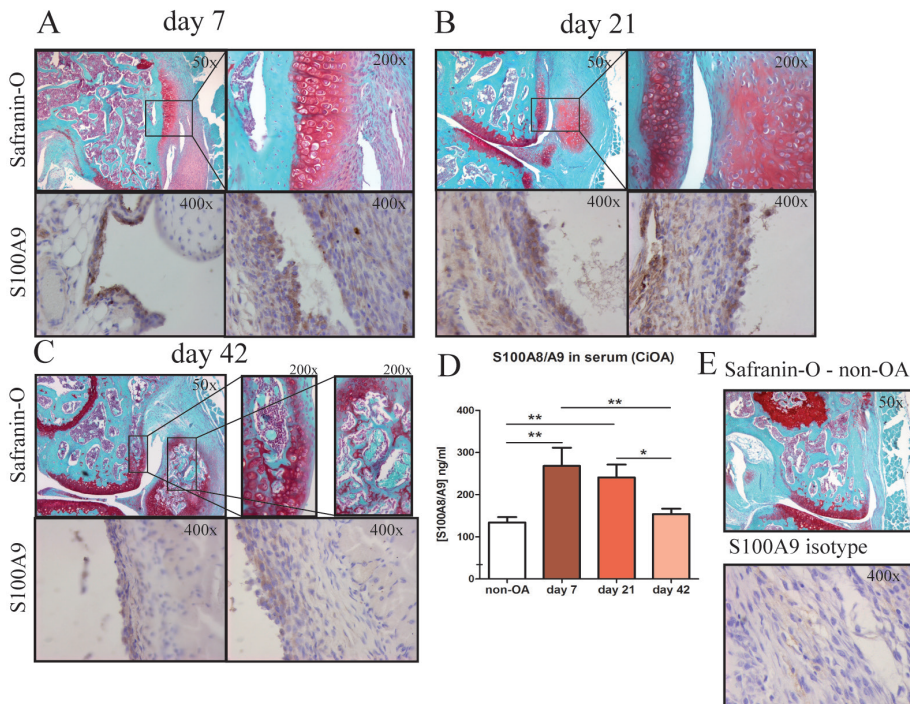 A day 7
Safranin-O
50x
200x
S100A9
400x
400x
B day 21
50x
200x
400x
400x
C day 42
Safranin-O
50x
200x
200x
S100A9
400x
400x
D S100A8/A9 in serum (CiOA)
[S100A8/A9] ng/ml
400
300
200
100
**
**
**
*
non-OA day 7 day 21 day 42
E
Safranin-O - non-OA
50x
S100A9 isotype
400x